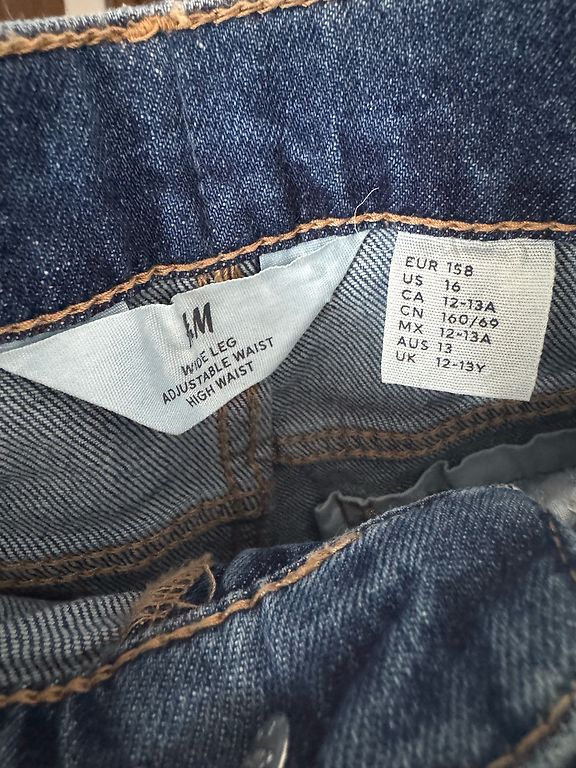 WIDE LEG
ADJUSTABLE WAIST
HIGH WAIST
EUR 158
US 16
CA 12-13A
CN 160/69
MX 12-13A
AUS 13
UK 12-13Y